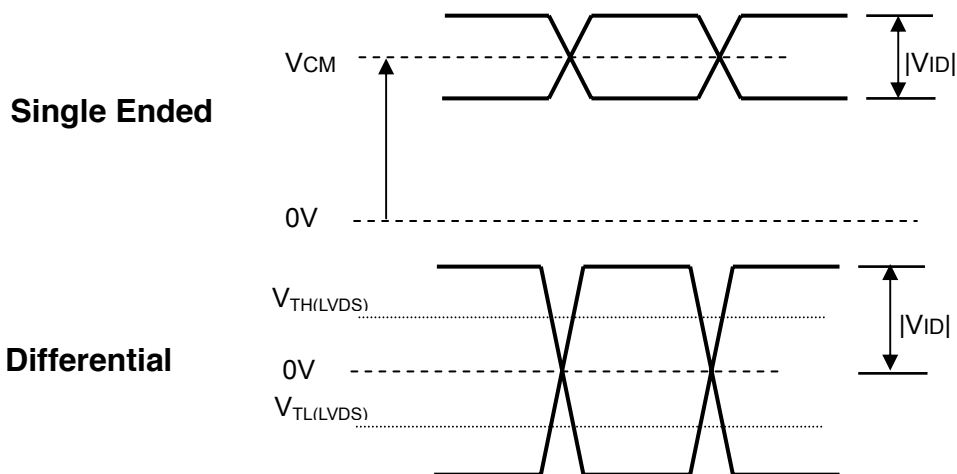 VCM
|VID|
Single Ended
0V
VTH(LVDS)
|VID|
Differential
0V
VTL(LVDS)